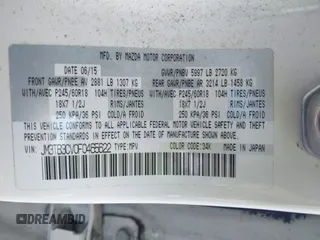 MFD. BY MAZDA MOTOR CORPORATION
DATE 06/15 GVWR/PNBV 5997 LB 2720 KG
FRONT GAWR/PNBE AV 2881 LB 1307 KG REAR GAWR/PNBE AR 3214 LB 1458 KG
WITH/AVEC P245/60R18 104H TIRES/PNEUS WITH/AVEC P245/60R18 104H TIRES/PNEUS
18X7 1/2J RIMS/JANTES 18X7 1/2J RIMS/JANTES
250 KPA/36 PSI COLD/A FROID 250 KPA/36 PSI COLD/A FROID
THIS VEHICLE CONFORMS TO ALL APPLICABLE FEDERAL
MOTOR VEHICLE SAFETY STANDARDS IN EFFECT ON THE DATE
OF MANUFACTURE SHOWN ABOVE.
JM3TB3CV0F0466622 TYPE:MPV
COLOR/CODE:34K MADE IN JAPAN
AUTOBIDMASTER